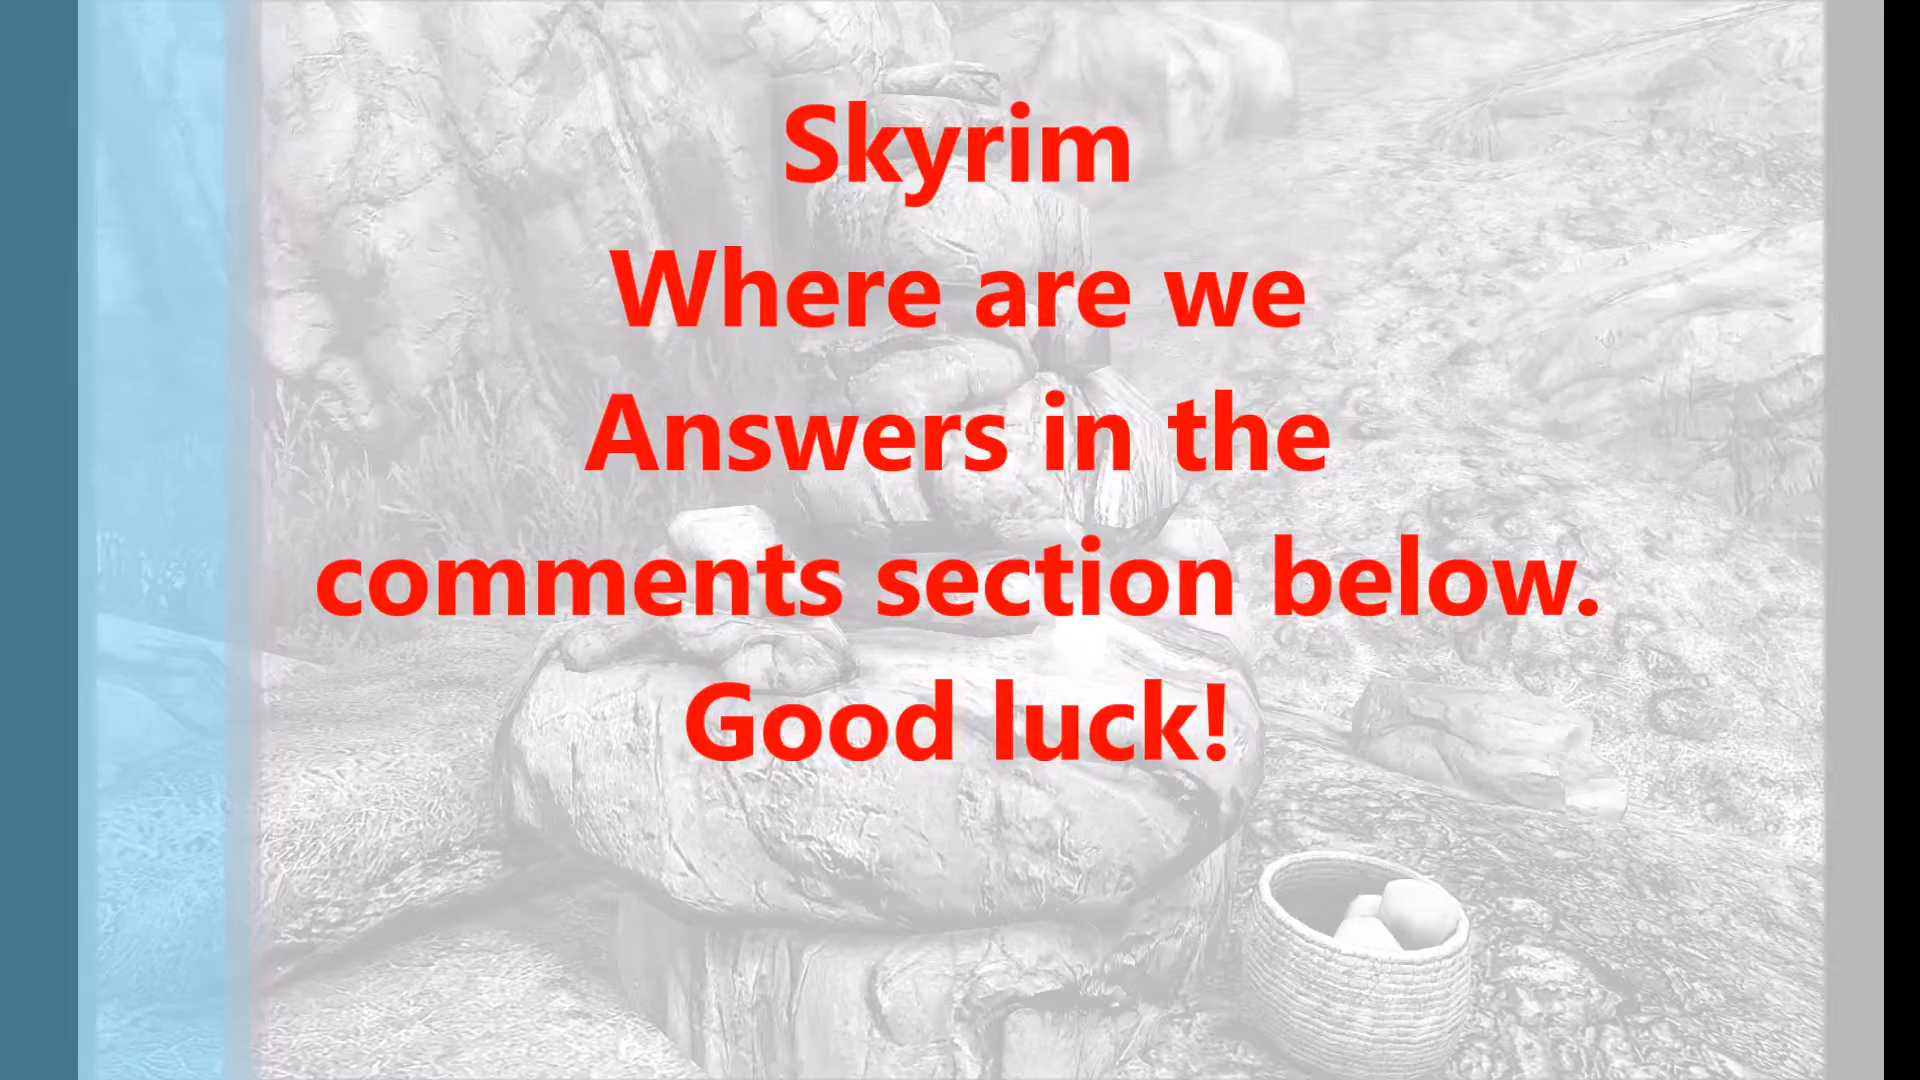 Skyrim
Where are we
Answers in the
comments section below.
Good luck!